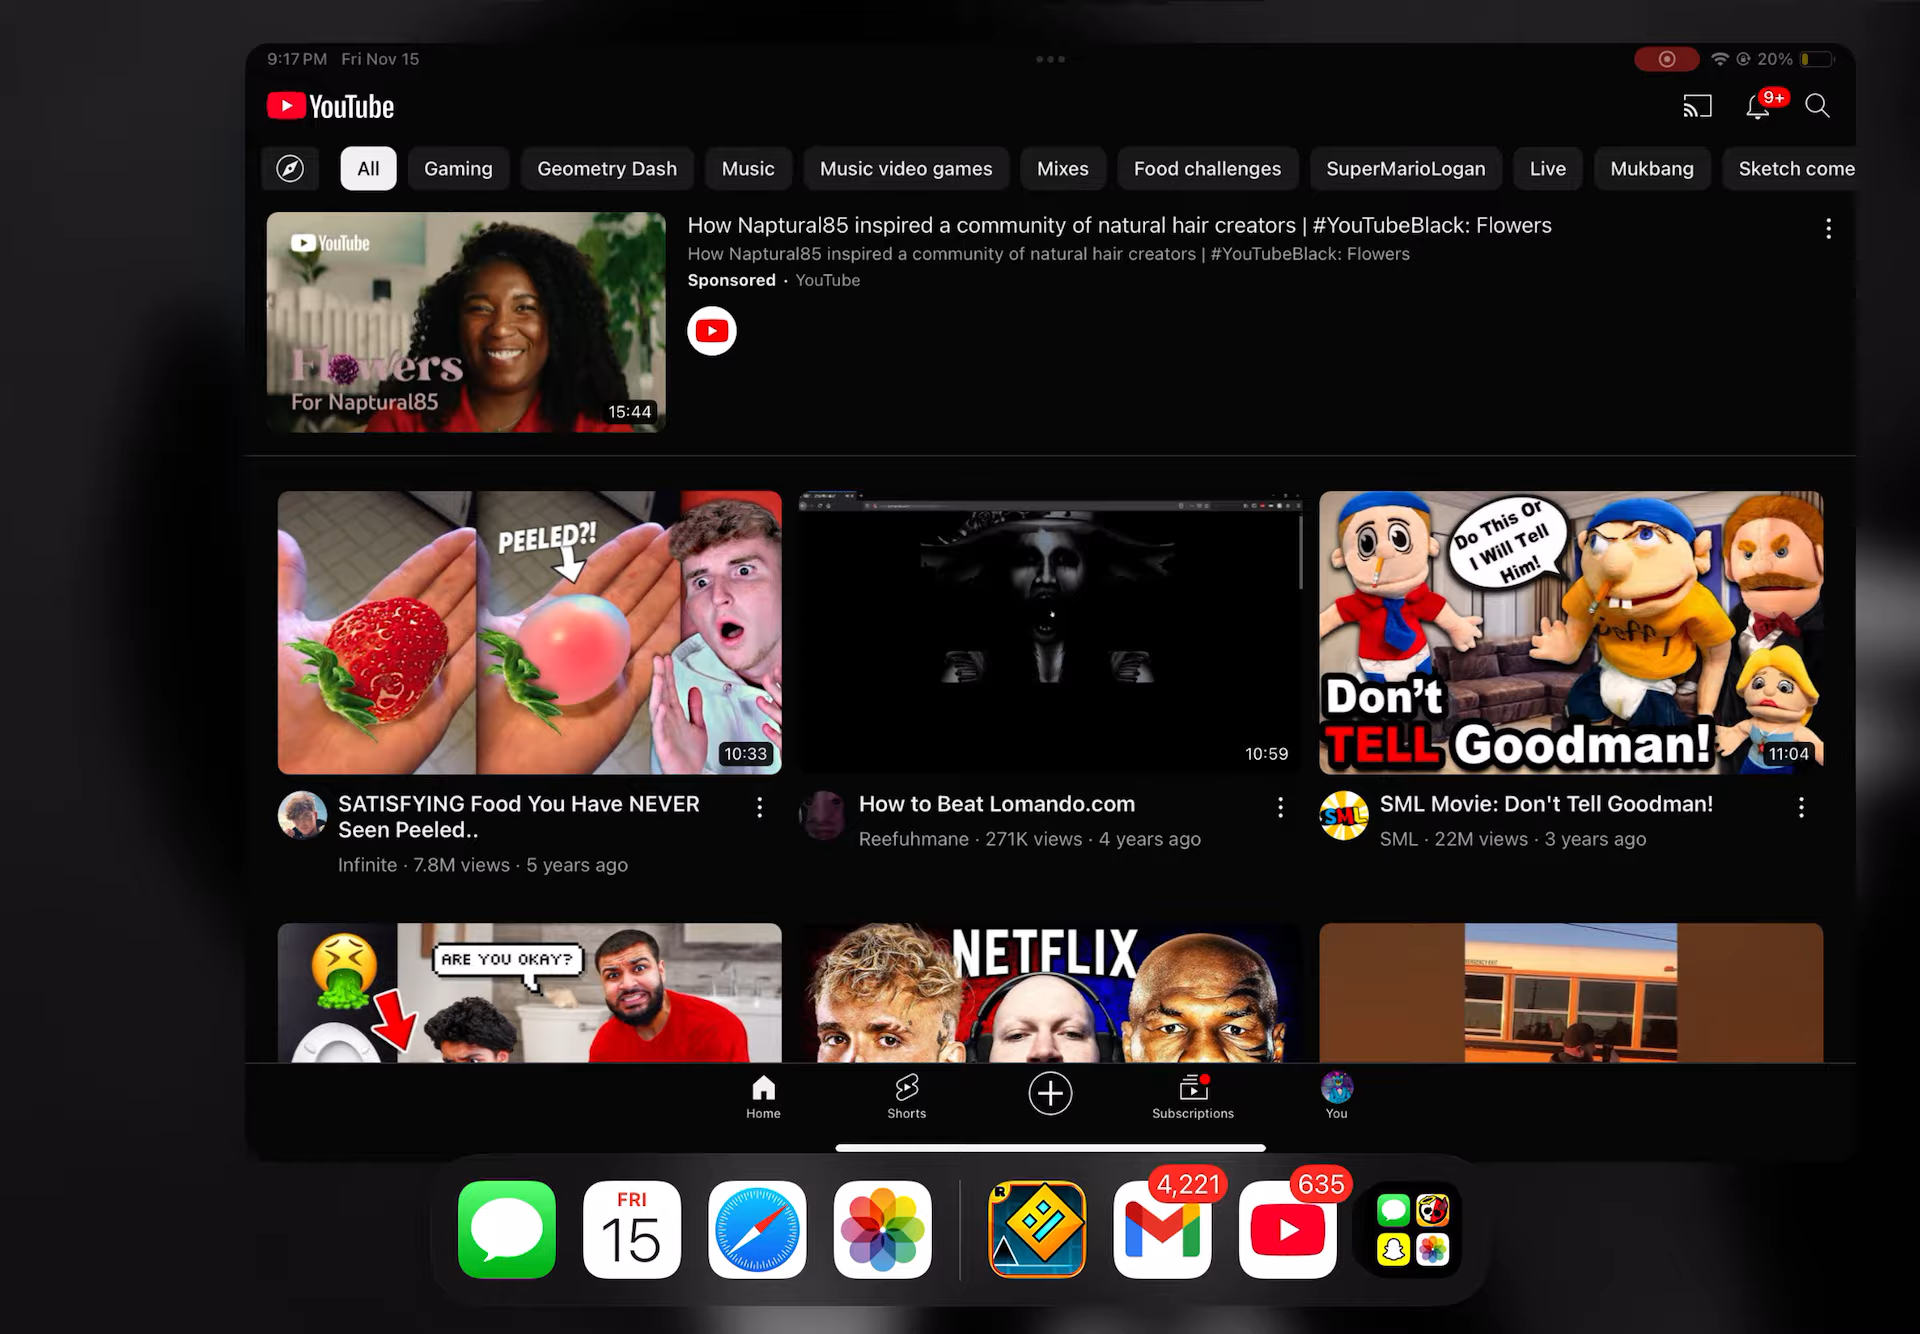 9:17 PM Fri Nov 15
20%
YouTube
9+
All
Gaming
Geometry Dash
Music
Music video games
Mixes
Food challenges
SuperMarioLogan
Live
Mukbang
Sketch come
YouTube
Flowers
For Naptural85
15:44
How Naptural85 inspired a community of natural hair creators | #YouTubeBlack: Flowers
How Naptural85 inspired a community of natural hair creators | #YouTubeBlack: Flowers
Sponsored · YouTube
PEELED?!
10:33
SATISFYING Food You Have NEVER
Seen Peeled..
Infinite · 7.8M views · 5 years ago
10:59
How to Beat Lomando.com
Reefuhmane · 271K views · 4 years ago
Do This Or
I Will Tell
Him!
Jeffy
Don't
TELL Goodman!
11:04
SML
SML Movie: Don't Tell Goodman!
SML · 22M views · 3 years ago
ARE YOU OKAY?
NETFLIX
Home
Shorts
Subscriptions
You
FRI
15
R
4,221
635